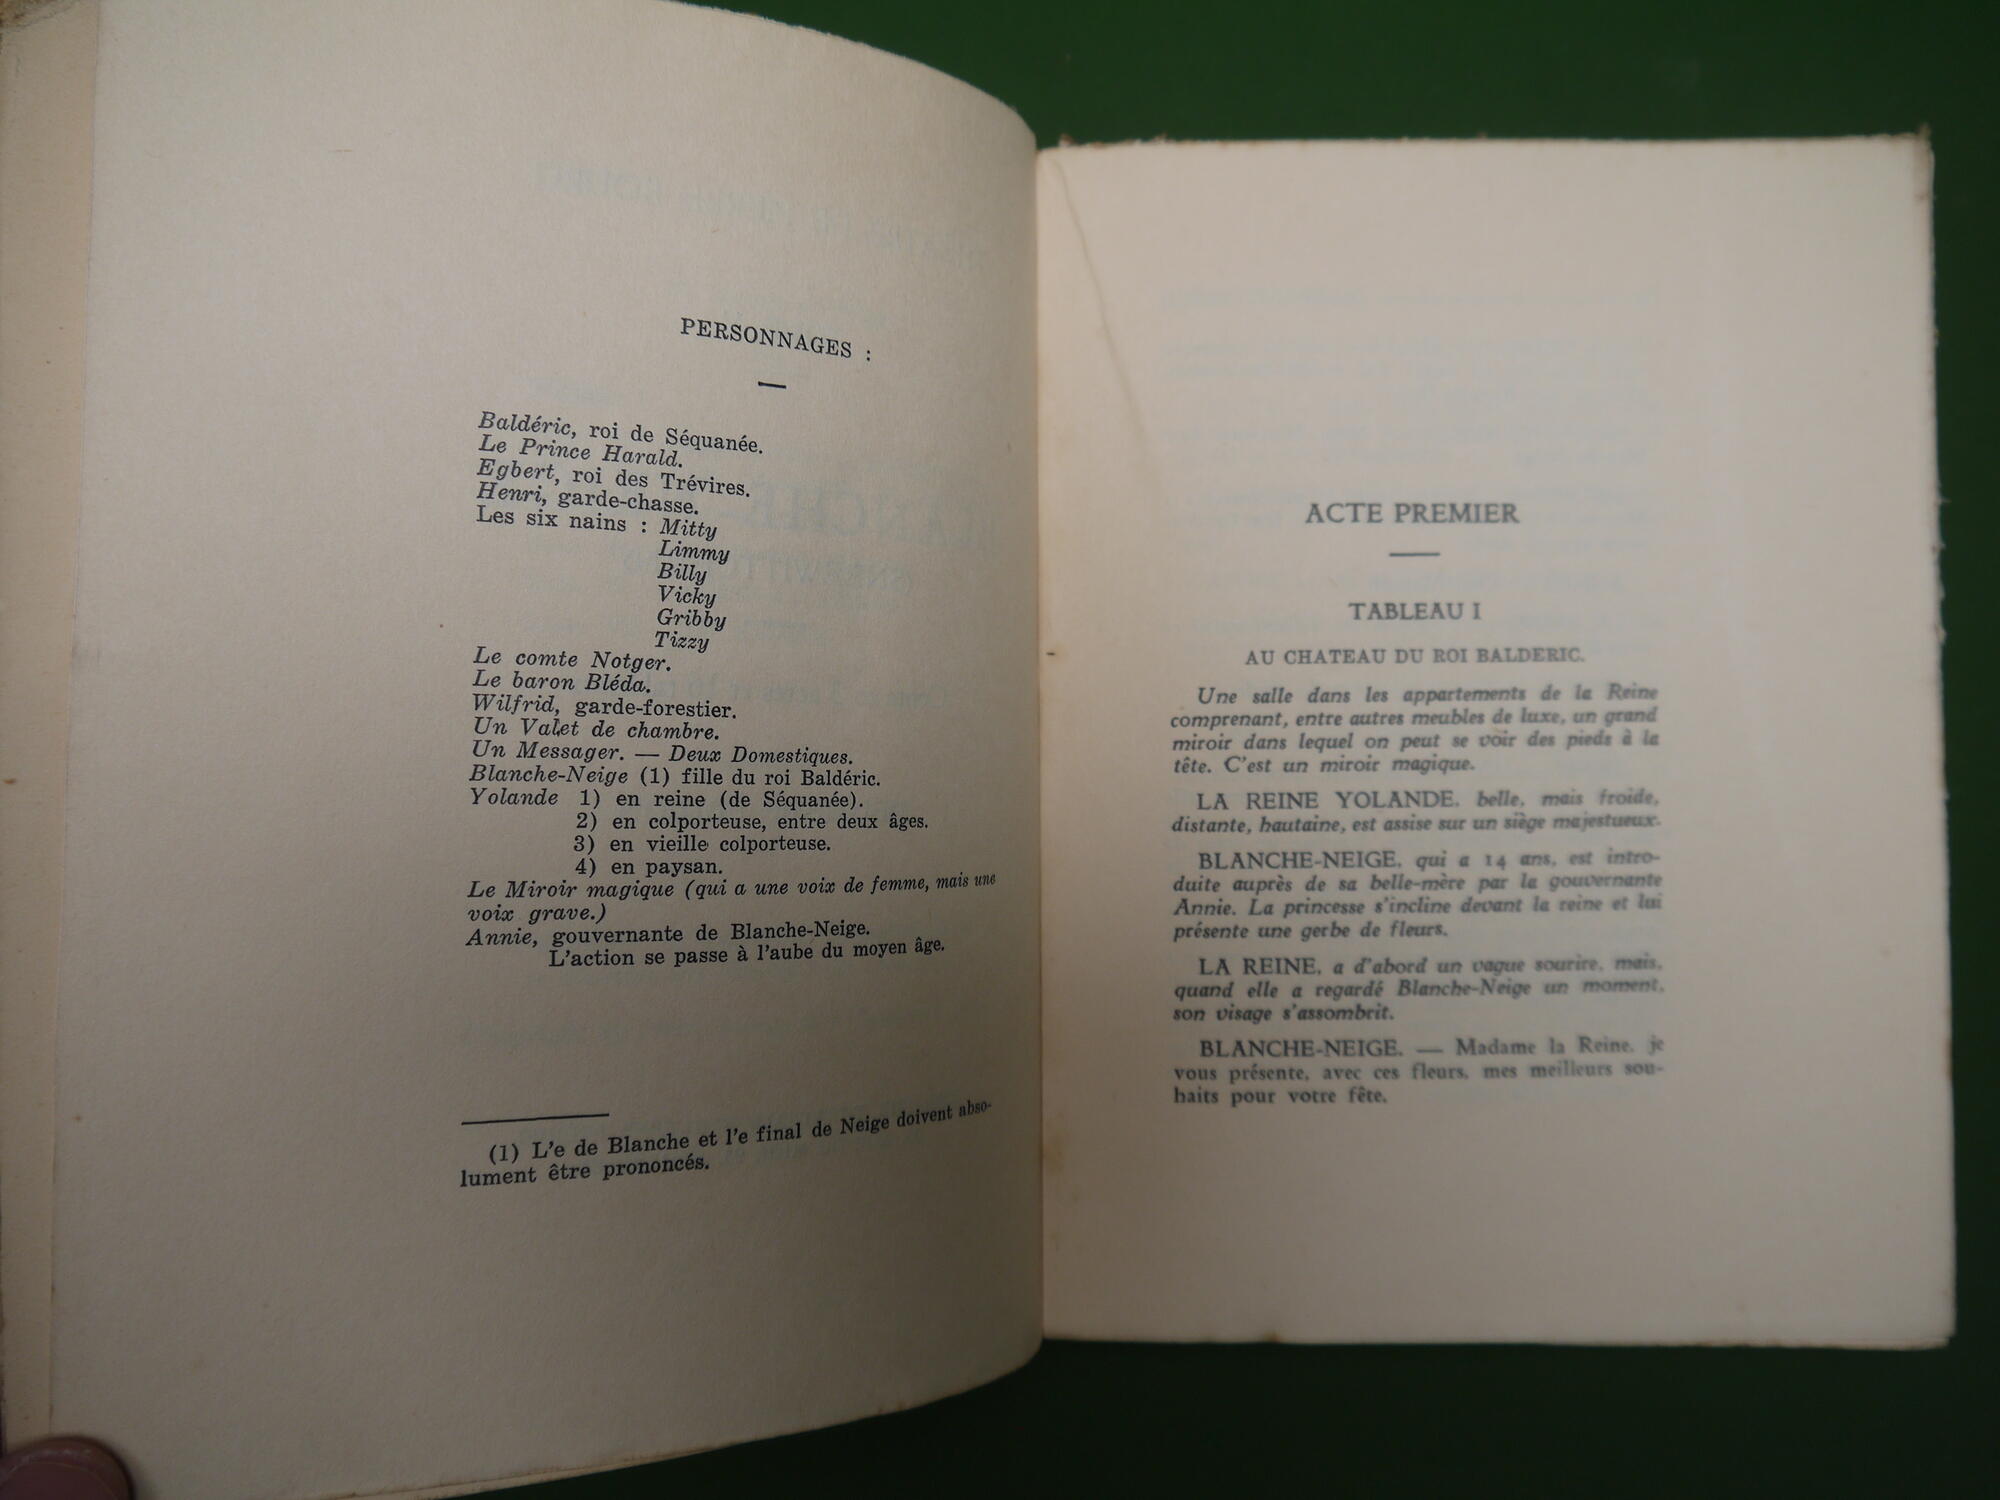 PERSONNAGES :
Baldéric, roi de Séquanée.
Le Prince Harald.
Egbert, roi des Trévires.
Henri, garde-chasse.
Les six nains : Mitty
Limmy
Billy
Vicky
Gribby
Tizzy
Le comte Notger.
Le baron Bléda.
Wilfrid, garde-forestier.
Un Valet de chambre.
Un Messager. — Deux Domestiques.
Blanche-Neige (1) fille du roi Baldéric.
Yolande 1) en reine (de Séquanée).
2) en colporteuse, entre deux âges.
3) en vieille colporteuse.
4) en paysan.
Le Miroir magique (qui a une voix de femme, mais une
voix grave.)
Annie, gouvernante de Blanche-Neige.
L'action se passe à l'aube du moyen âge.
(1) L'e de Blanche et l'e final de Neige doivent abso-
lument être prononcés.
ACTE PREMIER
TABLEAU I
AU CHATEAU DU ROI BALDERIC.
Une salle dans les appartements de la Reine
comprenant, entre autres meubles de luxe, un grand
miroir dans lequel on peut se voir des pieds à la
tête. C'est un miroir magique.
LA REINE YOLANDE, belle, mais froide,
distante, hautaine, est assise sur un siège majestueux.
BLANCHE-NEIGE, qui a 14 ans, est intro-
duite auprès de sa belle-mère par la gouvernante
Annie. La princesse s'incline devant la reine et lui
présente une gerbe de fleurs.
LA REINE, a d'abord un vague sourire, mais,
quand elle a regardé Blanche-Neige un moment,
son visage s'assombrit.
BLANCHE-NEIGE. — Madame la Reine, je
vous présente, avec ces fleurs, mes meilleurs sou-
haits pour votre fête.